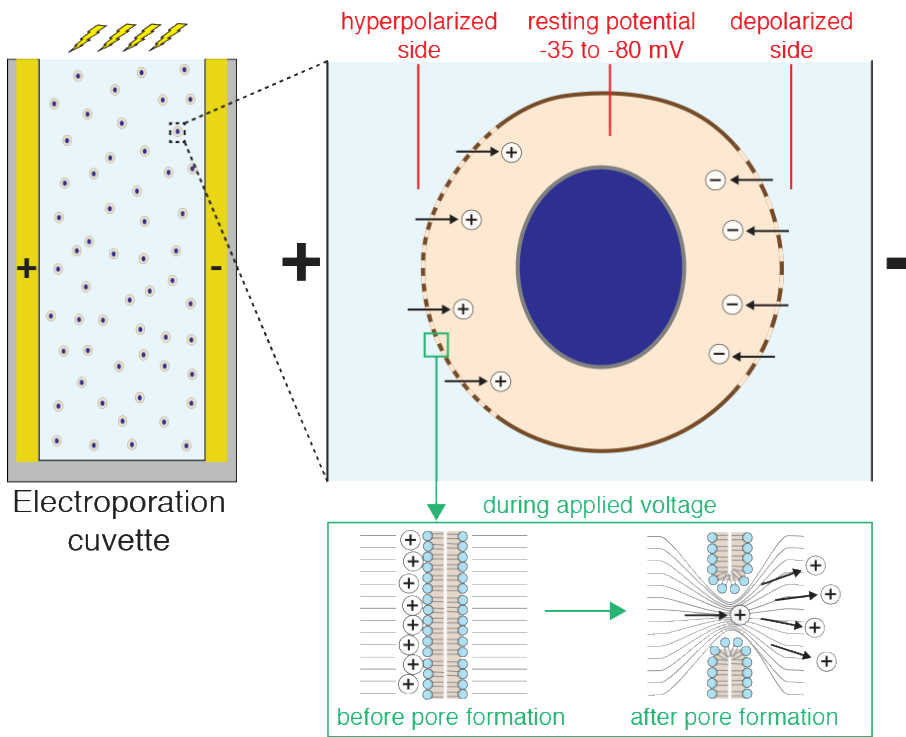 hyperpolarized
side
resting potential
-35 to -80 mV
depolarized
side
+
-
+
-
+
+
+
+
−
−
−
−
Electroporation
cuvette
during applied voltage
+
+
+
+
+
+
+
+
+
+
+
+
+
before pore formation
after pore formation